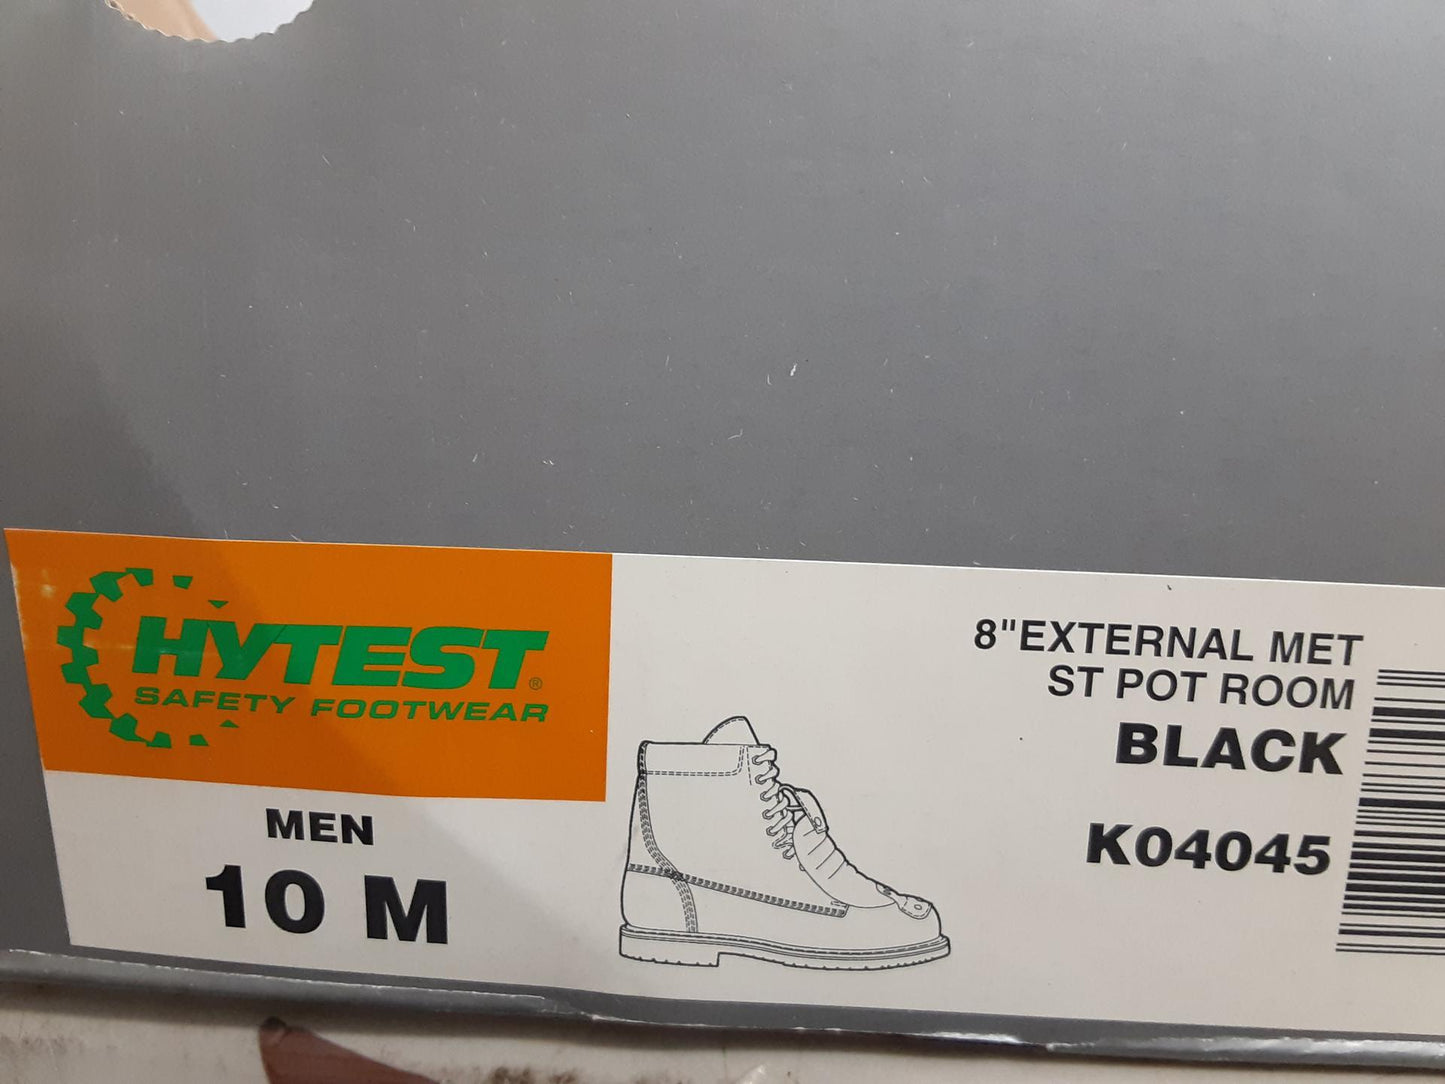 HYTEST®
SAFETY FOOTWEAR
MEN
10 M
8"EXTERNAL MET
ST POT ROOM
BLACK
K04045